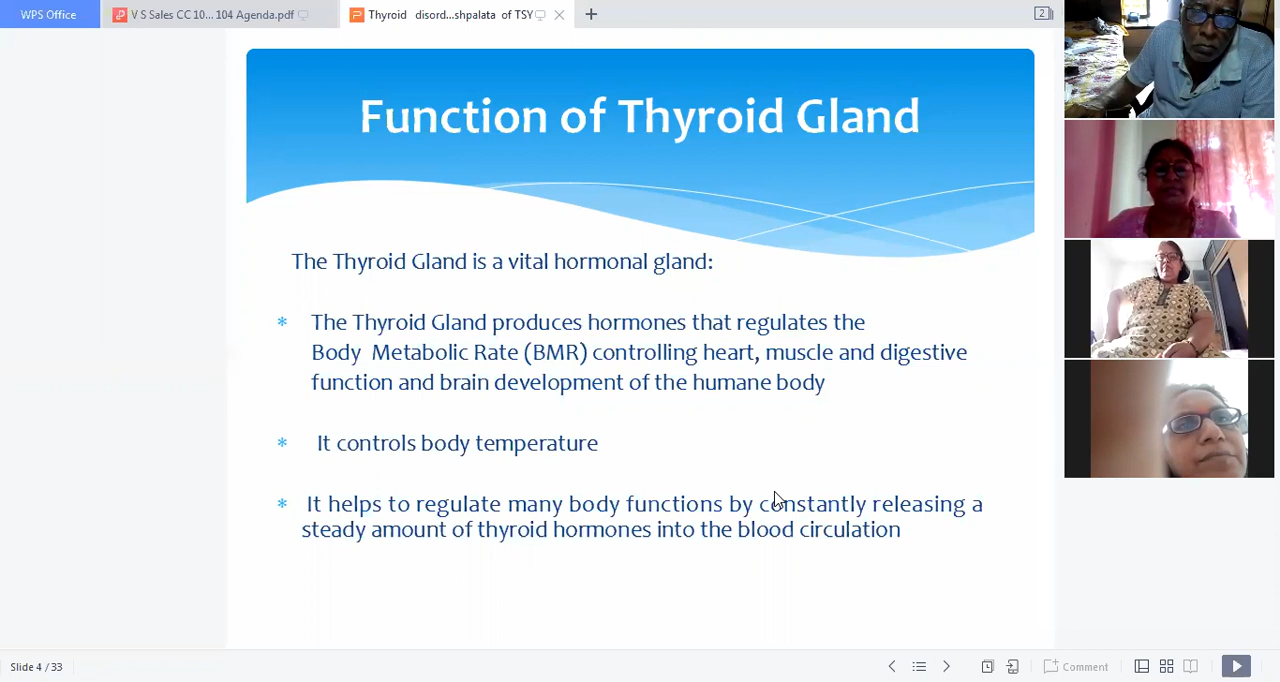 WPS Office
V S Sales CC 10... 104 Agenda.pdf
Thyroid disord...shpalata of TSY
2
Function of Thyroid Gland
The Thyroid Gland is a vital hormonal gland:
* The Thyroid Gland produces hormones that regulates the
Body Metabolic Rate (BMR) controlling heart, muscle and digestive
function and brain development of the humane body
* It controls body temperature
* It helps to regulate many body functions by constantly releasing a
steady amount of thyroid hormones into the blood circulation
Slide 4 / 33
Comment